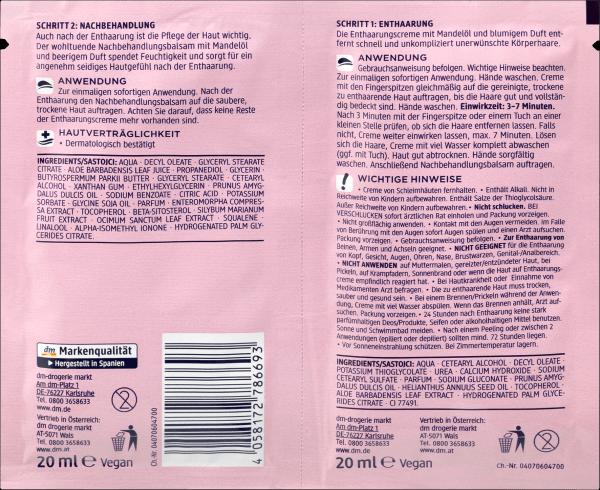 SCHRITT 2: NACHBEHANDLUNG
Auch nach der Enthaarung ist die Pflege der Haut wichtig.
Der wohltuende Nachbehandlungsbalsam mit Mandelöl
und beerigem Duft spendet Feuchtigkeit und sorgt für ein
angenehm seidiges Hautgefühl nach der Enthaarung.
ANWENDUNG
Zur einmaligen sofortigen Anwendung. Nach der
Enthaarung den Nachbehandlungsbalsam auf die saubere,
trockene Haut auftragen. Achten Sie darauf, dass keine Reste
der Enthaarungscreme mehr vorhanden sind.
HAUTVERTRÄGLICHKEIT
• Dermatologisch bestätigt
INGREDIENTS/SASTOJCI: AQUA · DECYL OLEATE · GLYCERYL STEARATE
CITRATE · ALOE BARBADENSIS LEAF JUICE · PROPANEDIOL · GLYCERIN ·
BUTYROSPERMUM PARKII BUTTER · GLYCERYL STEARATE · CETEARYL
ALCOHOL · XANTHAN GUM · ETHYLHEXYLGLYCERIN · PRUNUS AMYG-
DALUS DULCIS OIL · SODIUM BENZOATE · CITRIC ACID · POTASSIUM
SORBATE · GLYCINE SOJA OIL · PARFUM · ENTEROMORPHA COMPRES-
SA EXTRACT · TOCOPHEROL · BETA-SITOSTEROL · SILYBUM MARIANUM
FRUIT EXTRACT · OCIMUM SANCTUM LEAF EXTRACT · SQUALENE ·
LINALOOL · ALPHA-ISOMETHYL IONONE · HYDROGENATED PALM GLY-
CERIDES CITRATE.
dm Markenqualität
Hergestellt in Spanien
dm-drogerie markt
Am dm-Platz 1
DE-76227 Karlsruhe
Tel. 0800 3658633
www.dm.de
Vertrieb in Österreich:
dm drogerie markt
AT-5071 Wals
Tel. 0800 3658633
www.dm.at
20 ml e Vegan
Ch.-Nr. 04070604700
4 058172 786693
SCHRITT 1: ENTHAARUNG
Die Enthaarungscreme mit Mandelöl und blumigem Duft ent-
fernt schnell und unkompliziert unerwünschte Körperhaare.
ANWENDUNG
Gebrauchsanweisung befolgen. Wichtige Hinweise beachten.
Zur einmaligen sofortigen Anwendung. Hände waschen. Creme
mit den Fingerspitzen gleichmäßig auf die gereinigte, trockene
zu enthaarende Haut auftragen, bis die Haare gut und vollstän-
dig bedeckt sind. Hände waschen. Einwirkzeit: 3–7 Minuten.
Nach 3 Minuten mit der Fingerspitze oder einem Tuch an einer
kleinen Stelle prüfen, ob sich die Haare entfernen lassen. Falls
nicht, Creme weiter einwirken lassen, max. 7 Minuten. Lösen
sich die Haare, Creme mit viel Wasser komplett abwaschen
(ggf. mit Tuch). Haut gut abtrocknen. Hände sorgfältig
waschen. Anschließend Nachbehandlungsbalsam auftragen.
WICHTIGE HINWEISE
• Creme von Schleimhäuten fernhalten. • Enthält Alkali. Nicht in
Reichweite von Kindern aufbewahren. Enthält Salze der Thioglycolsäure.
Außer Reichweite von Kindern aufbewahren. • Nicht schlucken. BEI
VERSCHLUCKEN sofort ärztlichen Rat einholen und Packung vorzeigen.
• Nicht großflächig anwenden. • Kontakt mit den Augen vermeiden. Im Falle
von Berührung mit den Augen sofort Augen spülen und einen Arzt aufsuchen.
Packung vorzeigen. • Gebrauchsanweisung befolgen. • Zur Enthaarung von
Beinen, Armen und Achseln geeignet. • NICHT GEEIGNET für die Enthaarung
von Kopf, Gesicht, Augen, Ohren, Nase, Brustwarzen, Genital-/Analbereich.
• NICHT ANWENDEN auf Muttermalen, gereizter/entzündeter Haut, bei
Pickeln, auf Krampfadern, Sonnenbrand oder wenn die Haut auf Enthaarungs-
creme empfindlich reagiert hat. • Bei Hautkrankheit oder Einnahme von
Medikamenten Arzt befragen. • Die zu enthaarende Haut muss trocken,
sauber und gesund sein. • Bei einem Brennen/Prickeln während der Anwen-
dung, Creme mit viel Wasser abspülen. Wenn das Brennen anhält, Arzt auf-
suchen. Packung vorzeigen. • 24 Stunden nach Enthaarung keine stark
parfümhaltigen Deos/Produkte, Seifen oder alkoholhaltigen Mittel benutzen.
Sonne und Schwimmbad meiden. • Nach einem Peeling oder zwischen 2
Anwendungen (epiliert oder depiliert) sollten mind. 72 Stunden liegen.
• Vor Sonneneinstrahlung schützen. Bei Zimmertemperatur lagern.
INGREDIENTS/SASTOJCI: AQUA · CETEARYL ALCOHOL · DECYL OLEATE ·
POTASSIUM THIOGLYCOLATE · UREA · CALCIUM HYDROXIDE · SODIUM
CETEARYL SULFATE · PARFUM · SODIUM GLUCONATE · PRUNUS AMYG-
DALUS DULCIS OIL · HELIANTHUS ANNUUS SEED OIL · TOCOPHEROL ·
ALOE BARBADENSIS LEAF EXTRACT · HYDROGENATED PALM GLYCE-
RIDES CITRATE · CI 77491.
dm-drogerie markt
Am dm-Platz 1
DE-76227 Karlsruhe
Tel. 0800 3658633
www.dm.de
Vertrieb in Österreich:
dm drogerie markt
AT-5071 Wals
Tel. 0800 3658633
www.dm.at
20 ml e Vegan
Ch.-Nr. 04070604700